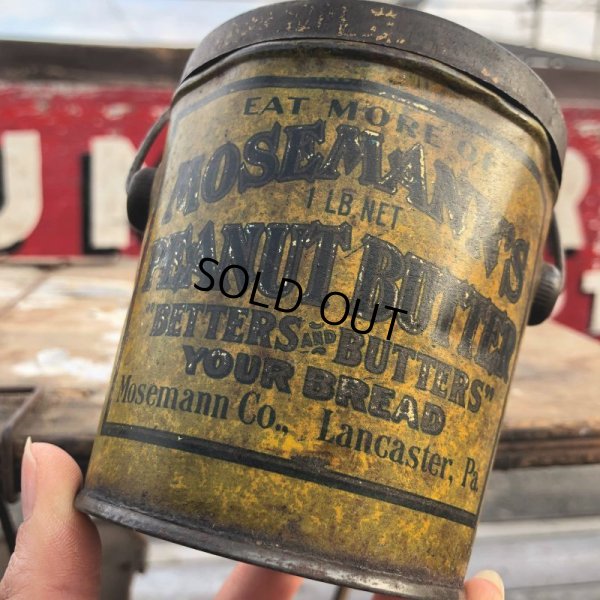 EAT MORE OF
MOSEMANN'S
1 LB. NET
PEANUT BUTTER
SOLD OUT
"BETTERS AND BUTTERS"
YOUR BREAD
Mosemann Co., Lancaster, Pa.